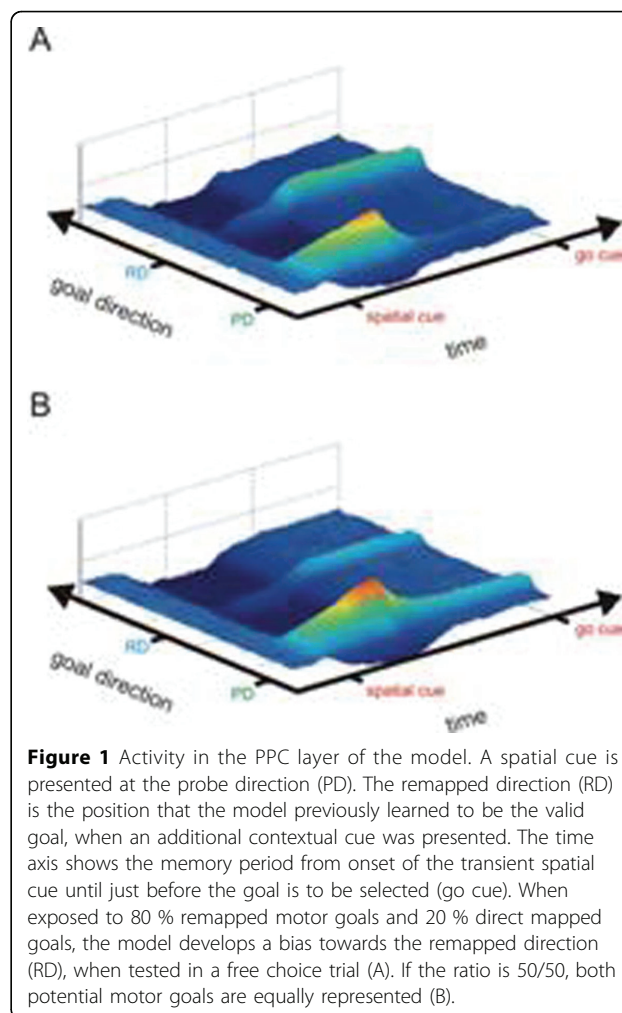 A
RD
goal direction
PD
spatial cue
time
go cue
B
RD
goal direction
PD
spatial cue
time
go cue
Figure 1 Activity in the PPC layer of the model. A spatial cue is
presented at the probe direction (PD). The remapped direction (RD)
is the position that the model previously learned to be the valid
goal, when an additional contextual cue was presented. The time
axis shows the memory period from onset of the transient spatial
cue until just before the goal is to be selected (go cue). When
exposed to 80 % remapped motor goals and 20 % direct mapped
goals, the model develops a bias towards the remapped direction
(RD), when tested in a free choice trial (A). If the ratio is 50/50, both
potential motor goals are equally represented (B).